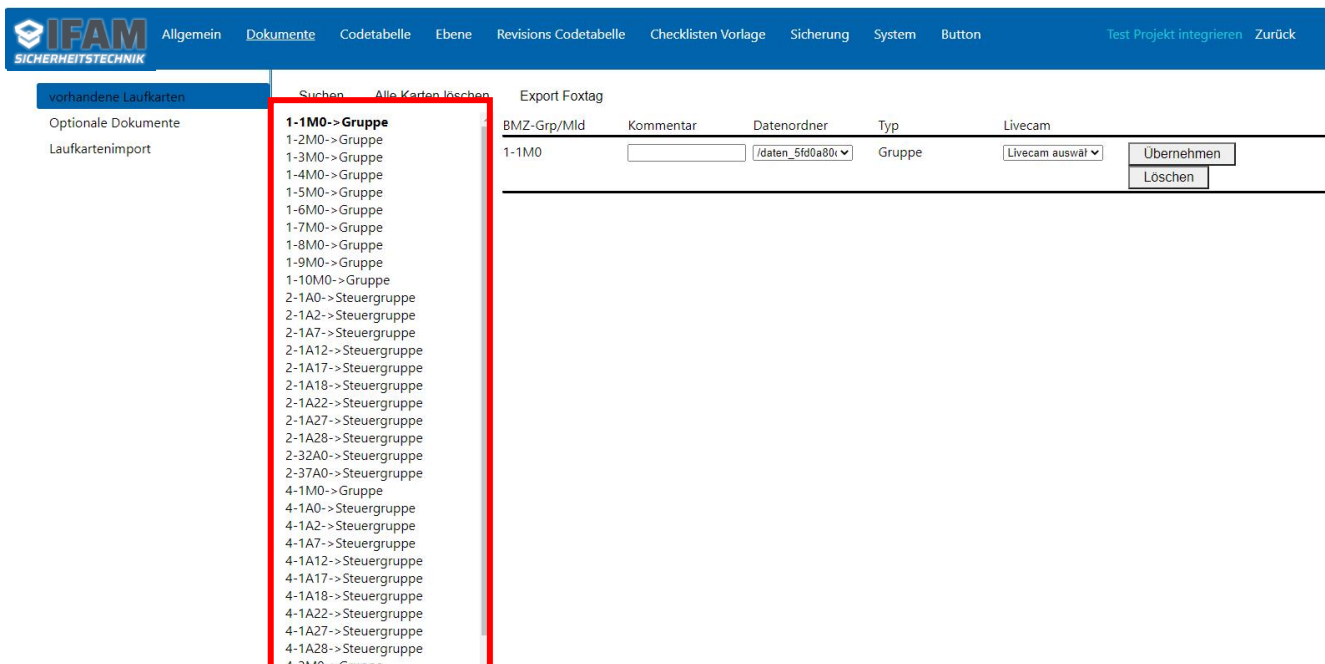 IFAM
SICHERHEITSTECHNIK
Allgemein Dokumente Codetabelle Ebene Revisions Codetabelle Checklisten Vorlage Sicherung System Button Test Projekt integrieren Zurück
vorhandene Laufkarten
Optionale Dokumente
Laufkartenimport
Suchen Alle Karten löschen Export Foxtag
1-1M0->Gruppe
1-2M0->Gruppe
1-3M0->Gruppe
1-4M0->Gruppe
1-5M0->Gruppe
1-6M0->Gruppe
1-7M0->Gruppe
1-8M0->Gruppe
1-9M0->Gruppe
1-10M0->Gruppe
2-1A0->Steuergruppe
2-1A2->Steuergruppe
2-1A7->Steuergruppe
2-1A12->Steuergruppe
2-1A17->Steuergruppe
2-1A18->Steuergruppe
2-1A22->Steuergruppe
2-1A27->Steuergruppe
2-1A28->Steuergruppe
2-32A0->Steuergruppe
2-37A0->Steuergruppe
4-1M0->Gruppe
4-1A0->Steuergruppe
4-1A2->Steuergruppe
4-1A7->Steuergruppe
4-1A12->Steuergruppe
4-1A17->Steuergruppe
4-1A18->Steuergruppe
4-1A22->Steuergruppe
4-1A27->Steuergruppe
4-1A28->Steuergruppe
BMZ-Grp/Mld Kommentar Datenordner Typ Livecam
1-1M0 /daten_5fd0a80 Gruppe Livecam auswäh Übernehmen
Löschen